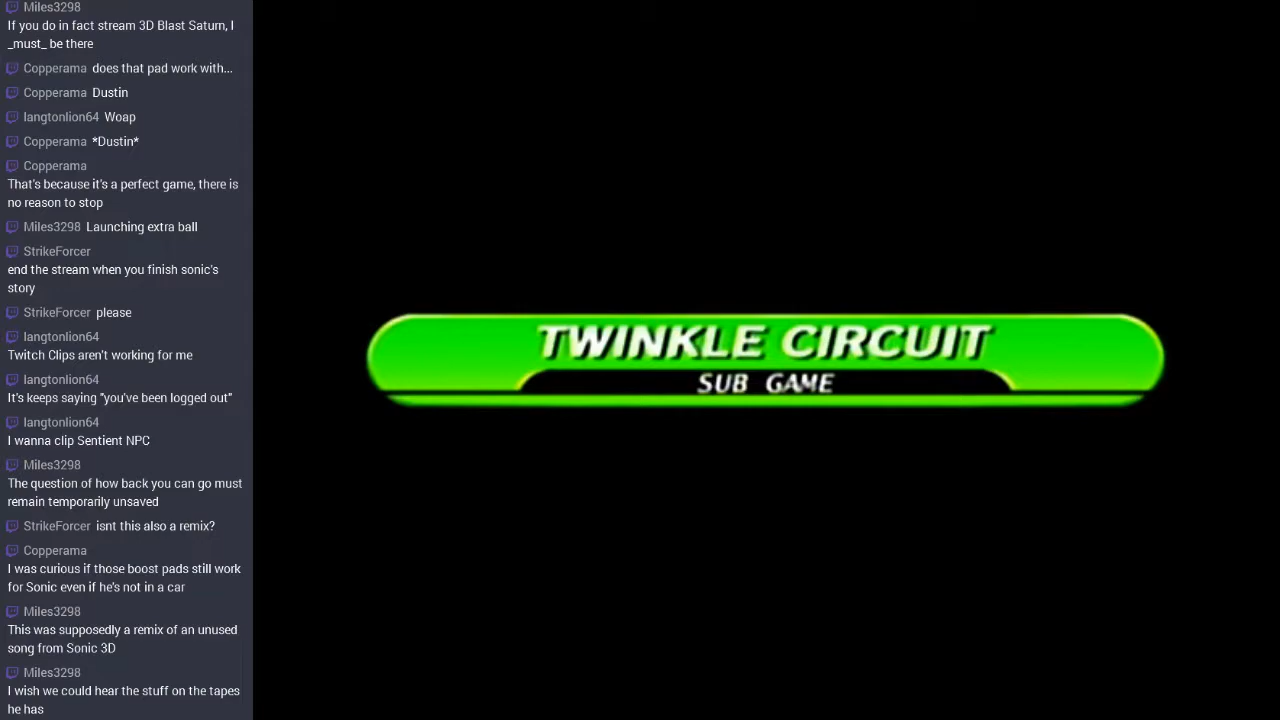 Miles3298
If you do in fact stream 3D Blast Saturn, I
_must_ be there
Copperama does that pad work with...
Copperama Dustin
langtonlion64 Woap
Copperama *Dustin*
Copperama
That's because it's a perfect game, there is
no reason to stop
Miles3298 Launching extra ball
StrikeForcer
end the stream when you finish sonic's
story
StrikeForcer please
langtonlion64
Twitch Clips aren't working for me
langtonlion64
It's keeps saying "you've been logged out"
langtonlion64
I wanna clip Sentient NPC
Miles3298
The question of how back you can go must
remain temporarily unsaved
StrikeForcer isnt this also a remix?
Copperama
I was curious if those boost pads still work
for Sonic even if he's not in a car
Miles3298
This was supposedly a remix of an unused
song from Sonic 3D
Miles3298
I wish we could hear the stuff on the tapes
he has
TWINKLE CIRCUIT
SUB GAME